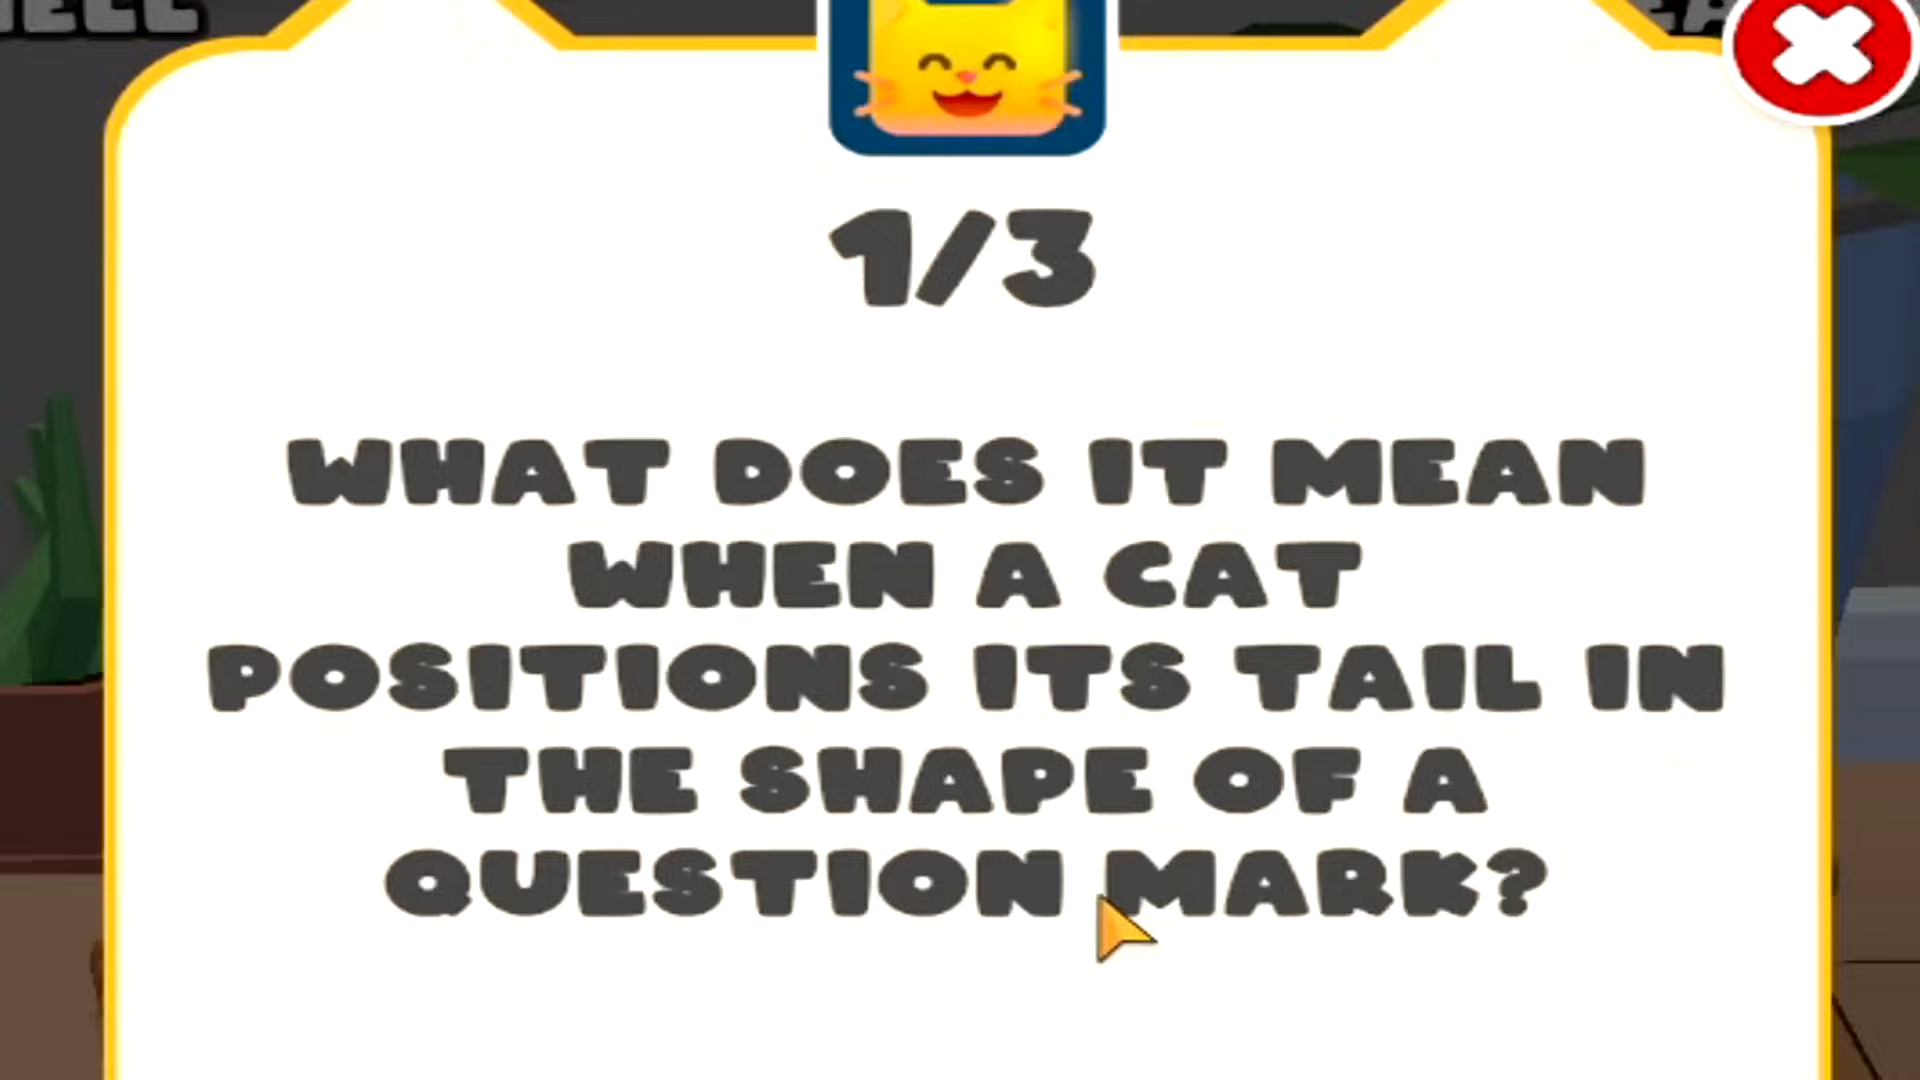 1/3
WHAT DOES IT MEAN
WHEN A CAT
POSITIONS ITS TAIL IN
THE SHAPE OF A
QUESTION MARK?